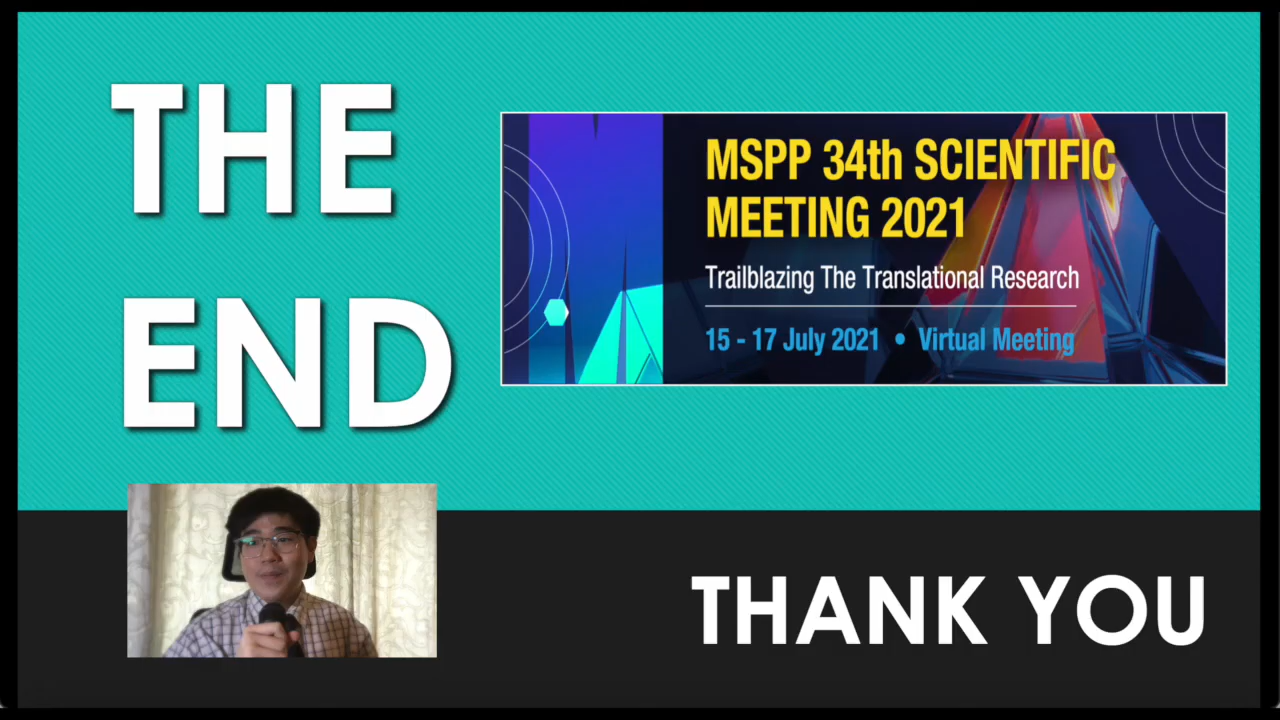 THE
END
MSPP 34th SCIENTIFIC
MEETING 2021
Trailblazing The Translational Research
15 - 17 July 2021 • Virtual Meeting
THANK YOU